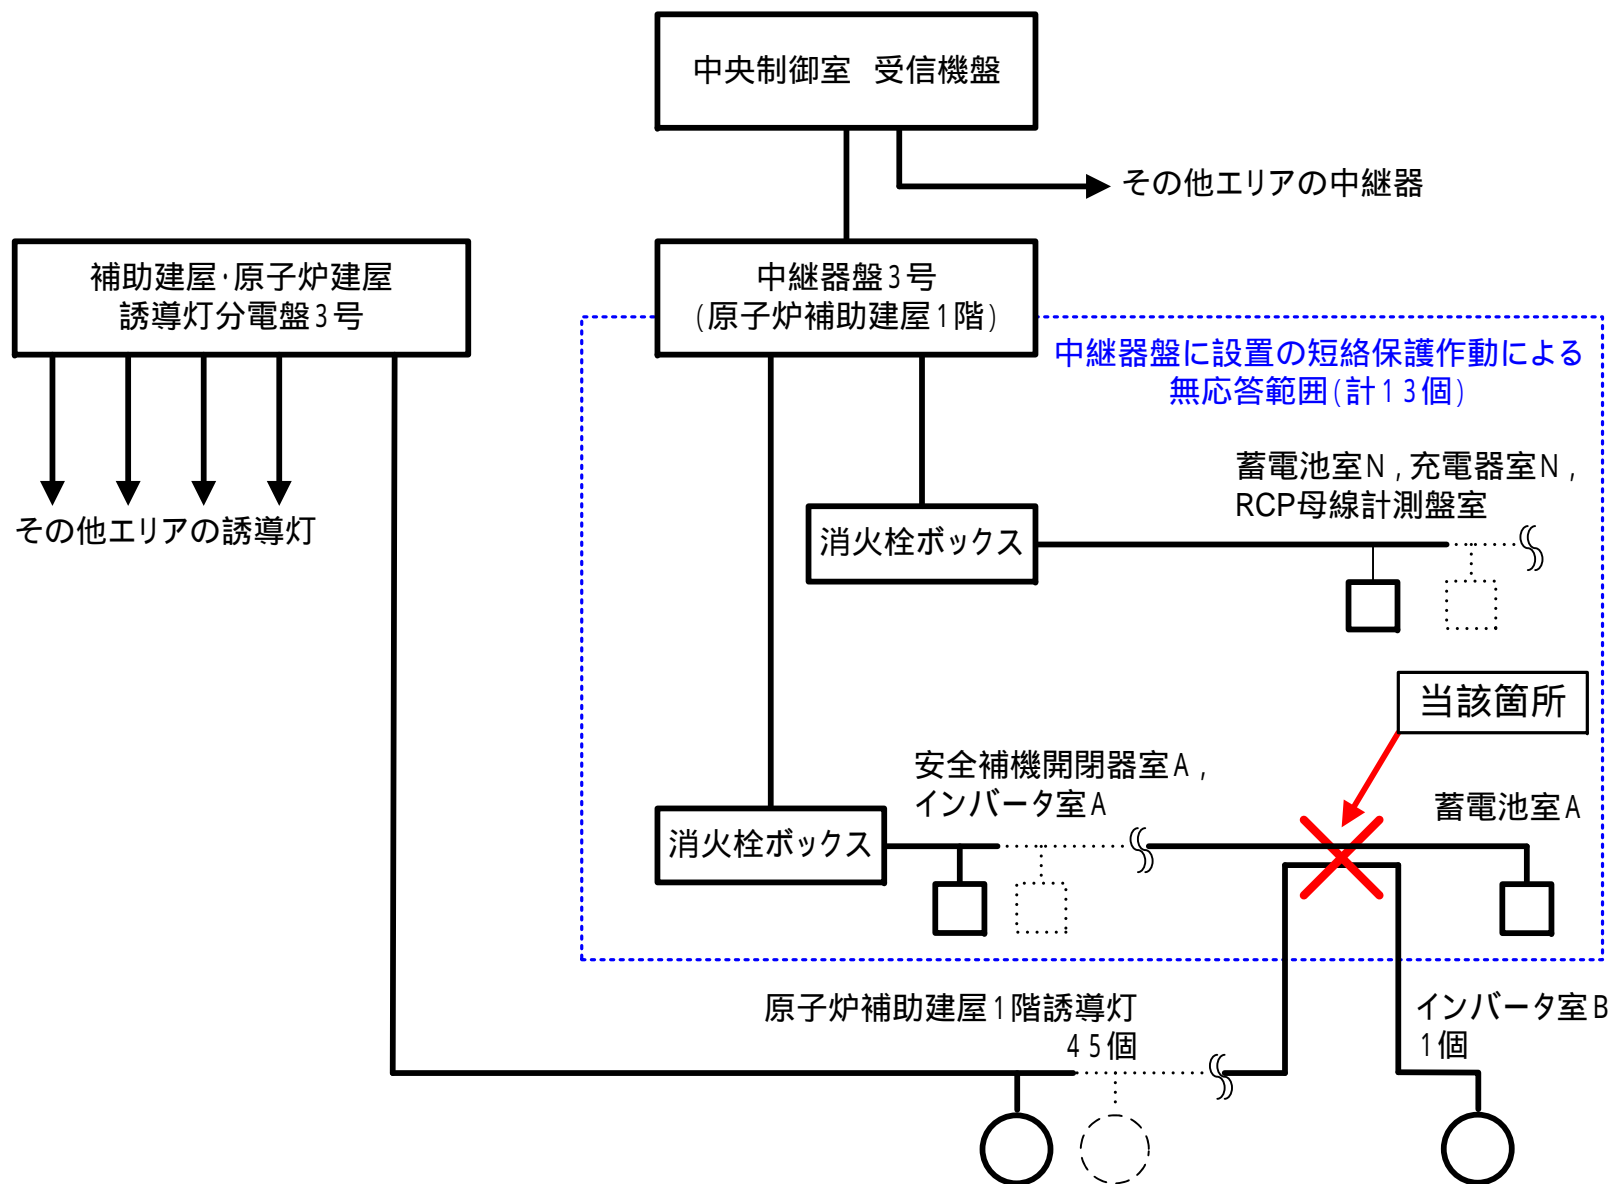 中央制御室　受信機盤
その他エリアの中継器
補助建屋・原子炉建屋
誘導灯分電盤3号
中継器盤3号
(原子炉補助建屋1階)
中継器盤に設置の短絡保護作動による
無応答範囲(計13個)
その他エリアの誘導灯
蓄電池室N,充電器室N,
RCP母線計測盤室
消火栓ボックス
当該箇所
安全補機開閉器室A,
インバータ室A
蓄電池室A
消火栓ボックス
原子炉補助建屋1階誘導灯
45個
インバータ室B
1個